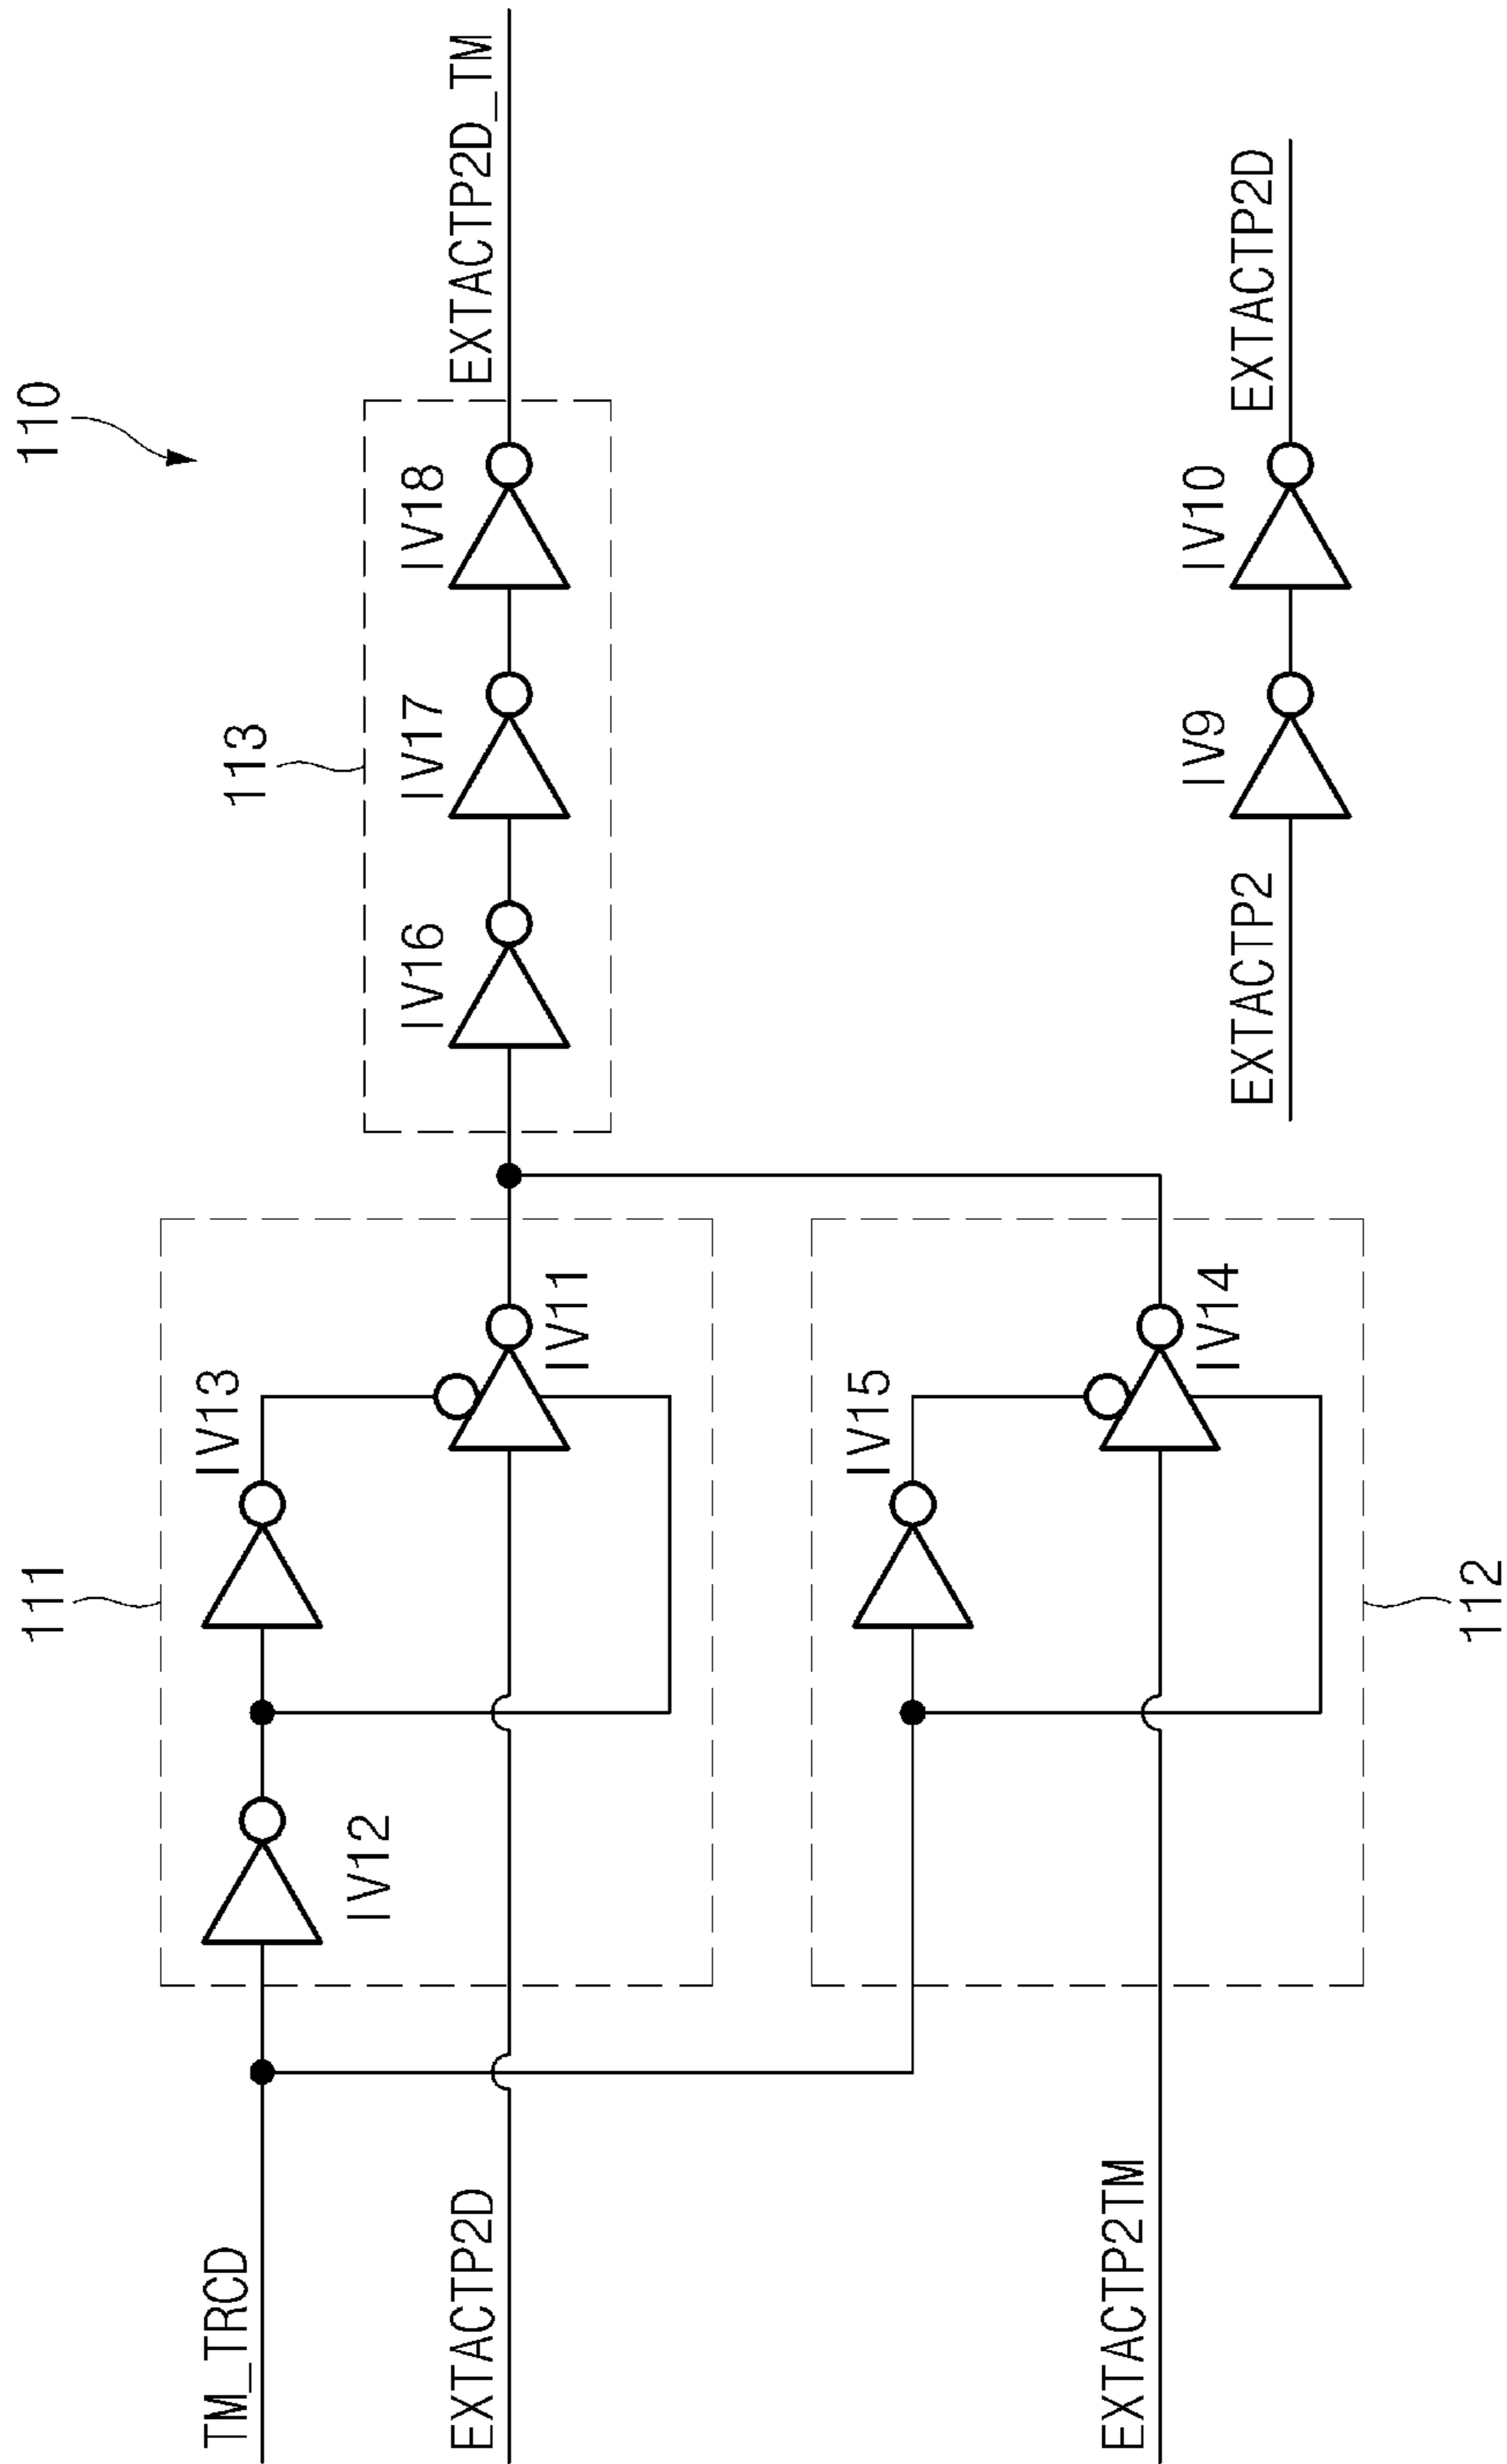 110
111
113
TM_TRCD
IV12
IV13
EXTACTP2D
IV11
IV16
IV17
IV18
EXTACTP2D_TM
IV15
EXTACTP2TM
IV14
112
EXTACTP2
IV9
IV10
EXTACTP2D